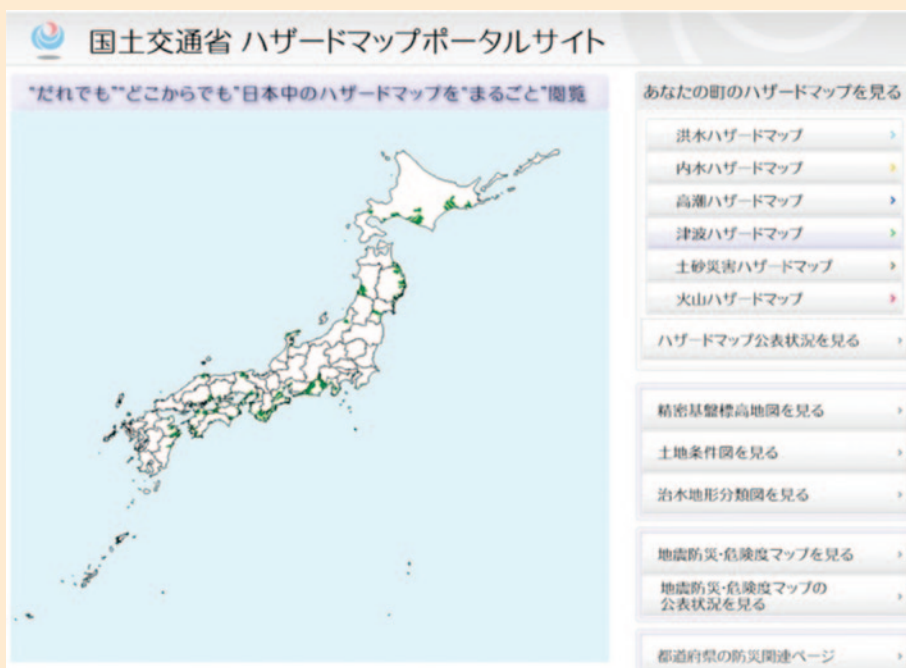 国土交通省 ハザードマップポータルサイト
"だれでも""どこからでも"日本中のハザードマップを"まるごと"閲覧
あなたの町のハザードマップを見る
洪水ハザードマップ
内水ハザードマップ
高潮ハザードマップ
津波ハザードマップ
土砂災害ハザードマップ
火山ハザードマップ
ハザードマップ公表状況を見る
精密基盤標高地図を見る
土地条件図を見る
治水地形分類図を見る
地震防災・危険度マップを見る
地震防災・危険度マップの
公表状況を見る
都道府県の防災関連ページ